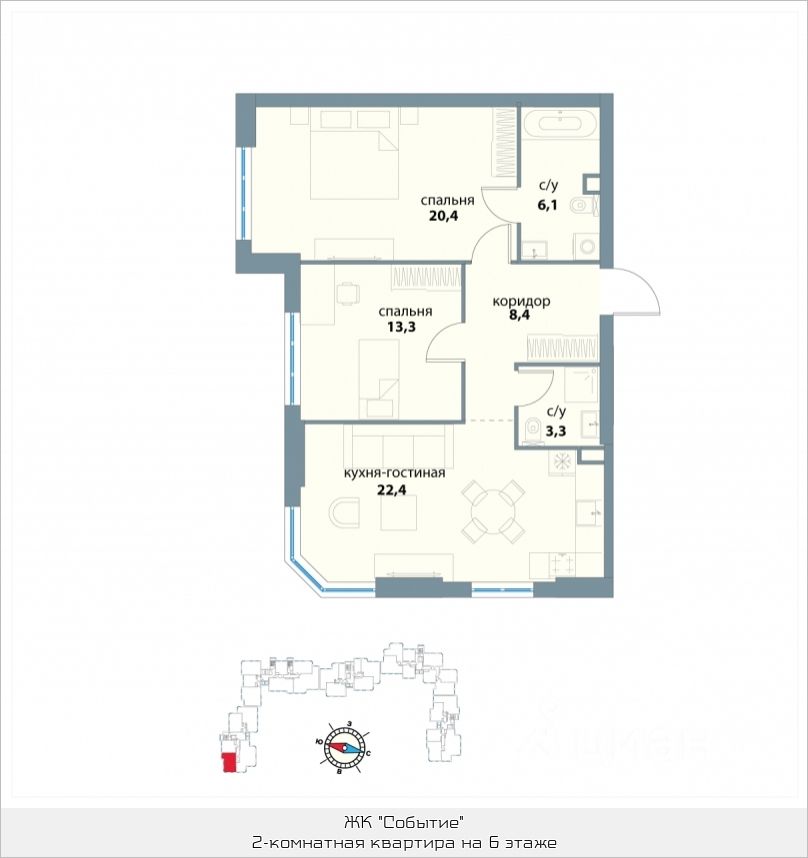 спальня
20,4
с/у
6,1
спальня
13,3
коридор
8,4
с/у
3,3
кухня-гостиная
22,4
З
Ю
С
В
ЖК "Событие"
2-комнатная квартира на 6 этаже